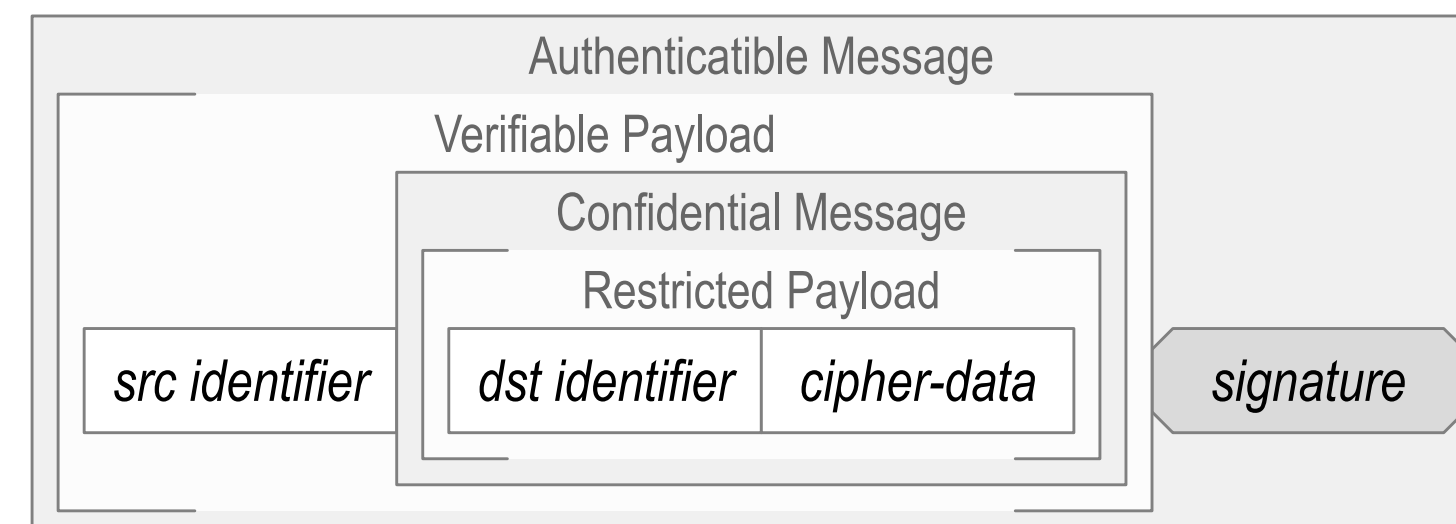 Authenticatible Message
Verifiable Payload
Confidential Message
Restricted Payload
src identifier dst identifier cipher-data signature